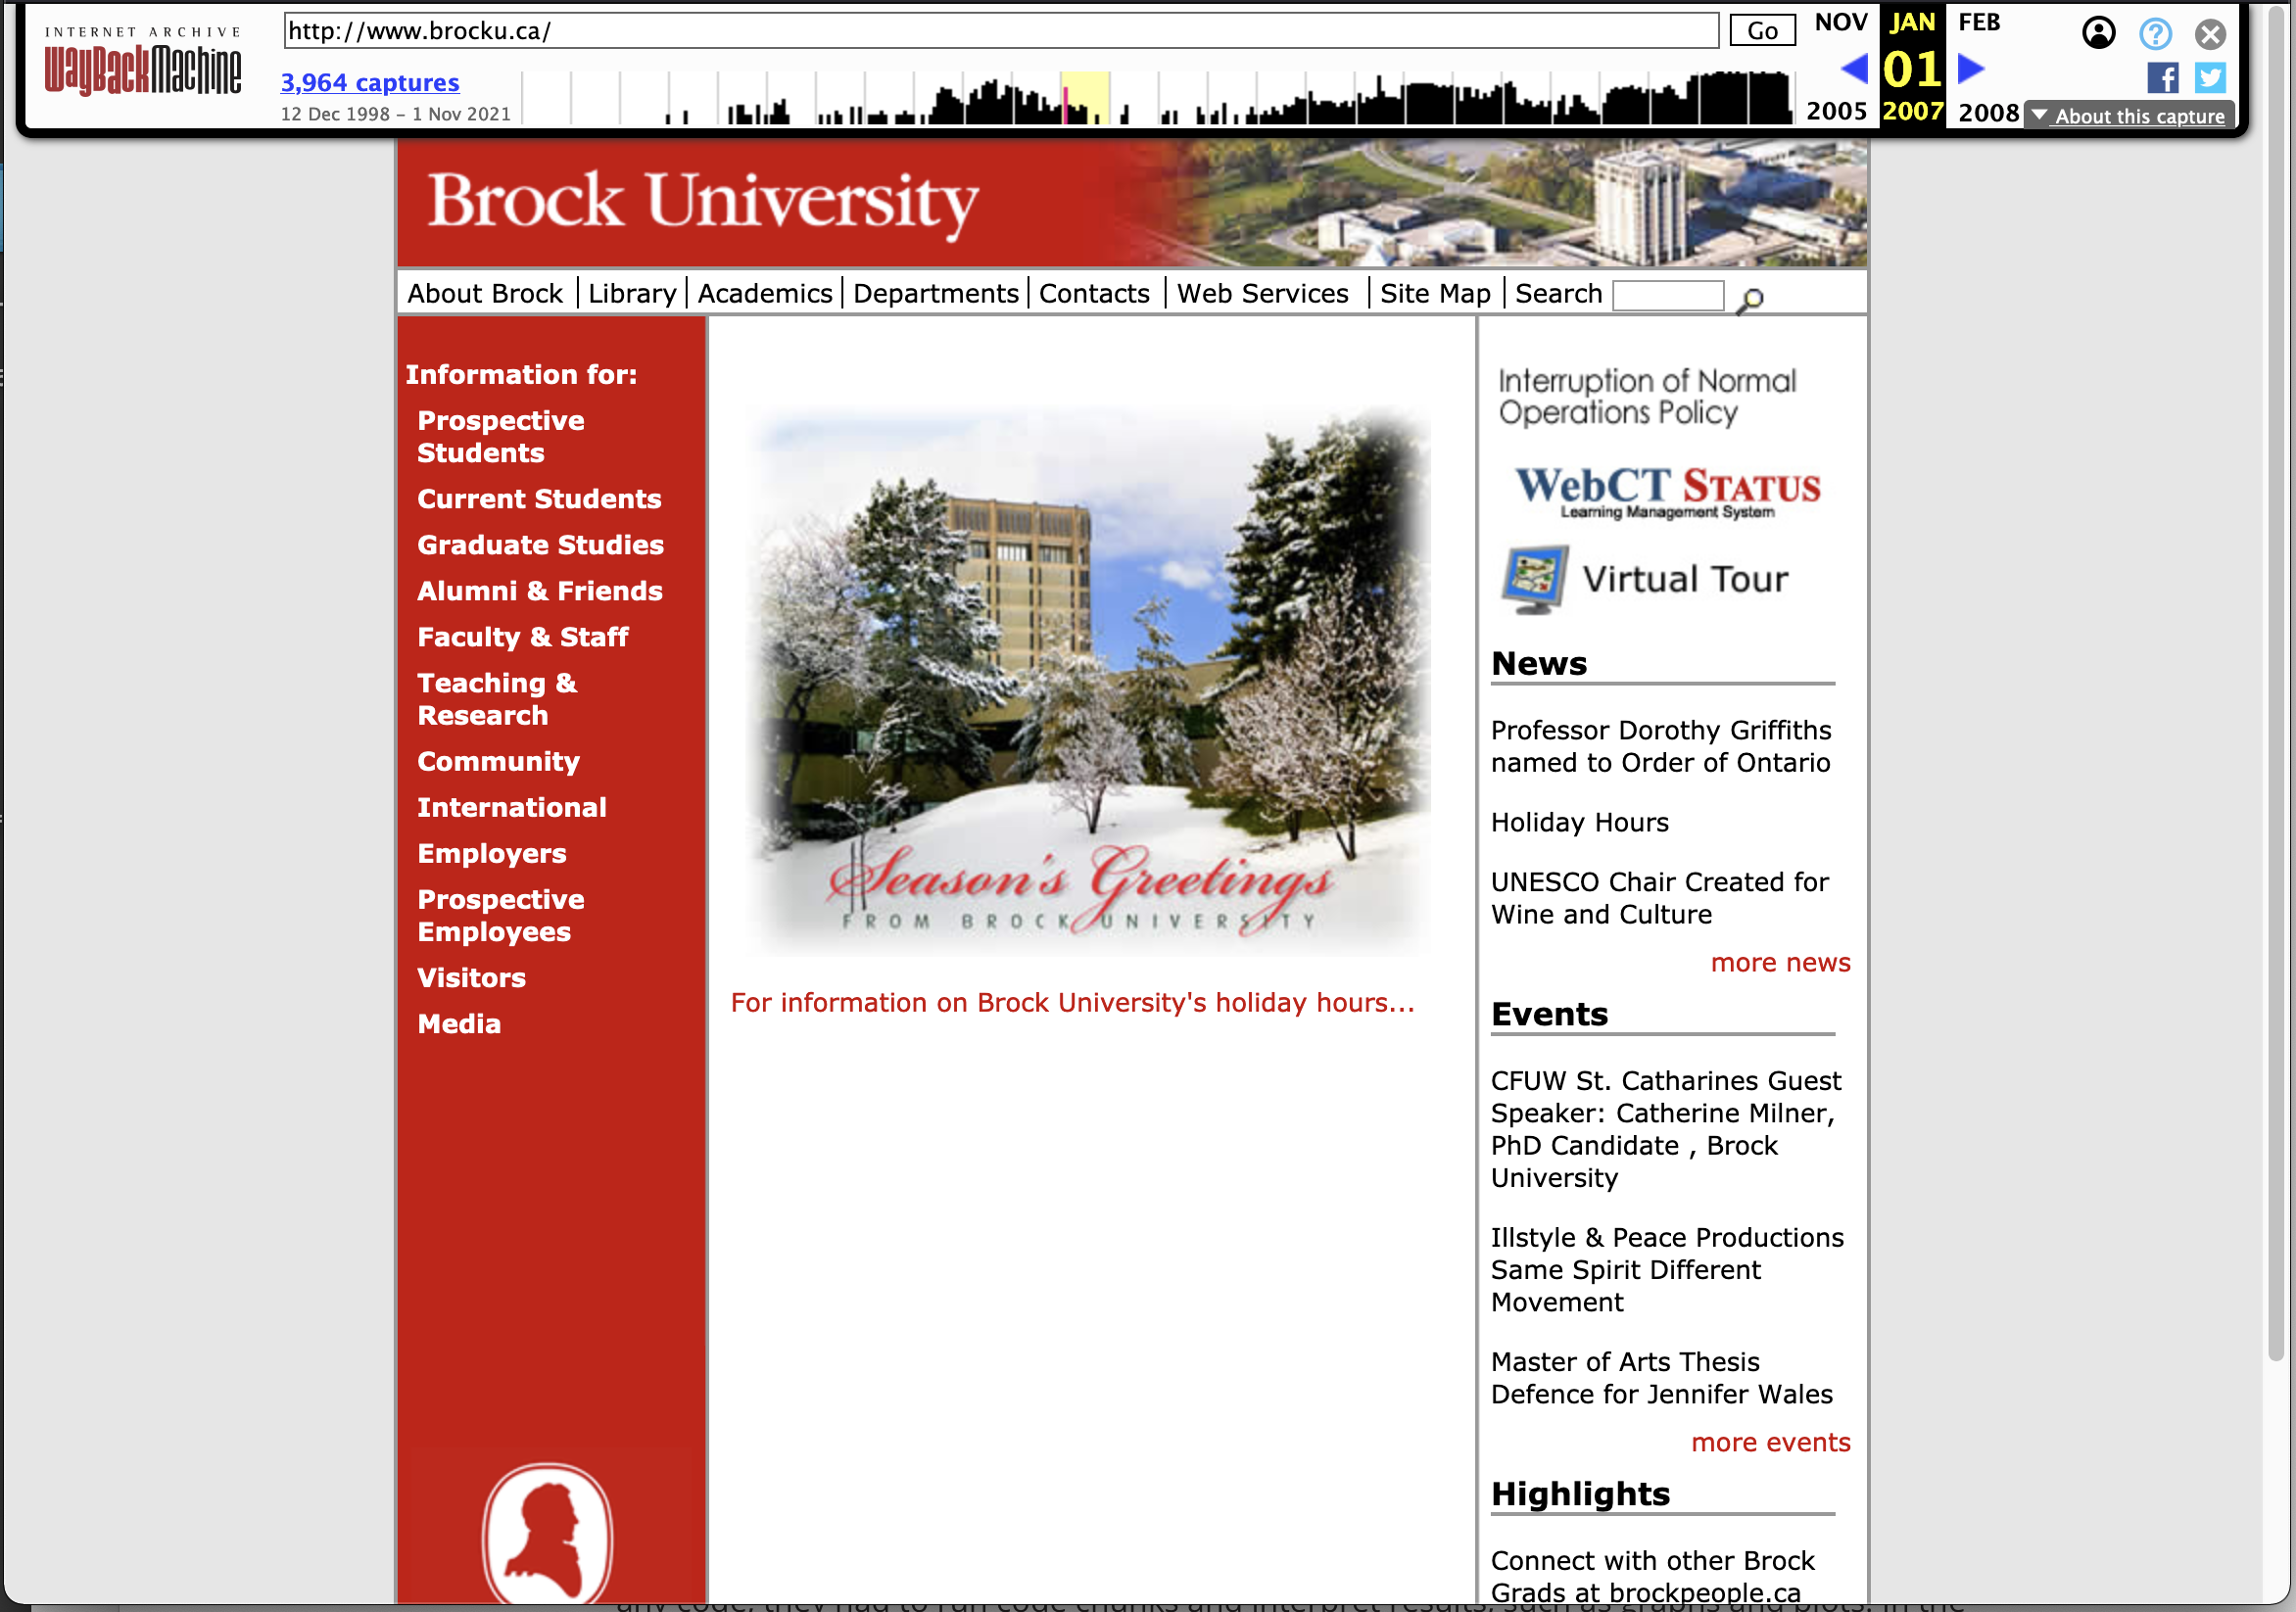 INTERNET ARCHIVE
WayBackMachine
http://www.brocku.ca/
Go
3,964 captures
12 Dec 1998 – 1 Nov 2021
NOV JAN FEB
01
2005 2007 2008
About this capture
Brock University
About Brock Library Academics Departments Contacts Web Services Site Map Search
Information for:
Prospective
Students
Current Students
Graduate Studies
Alumni & Friends
Faculty & Staff
Teaching &
Research
Community
International
Employers
Prospective
Employees
Visitors
Media
Season's Greetings
FROM BROCK UNIVERSITY
For information on Brock University's holiday hours...
Interruption of Normal
Operations Policy
WebCT STATUS
Learning Management System
Virtual Tour
News
Professor Dorothy Griffiths
named to Order of Ontario
Holiday Hours
UNESCO Chair Created for
Wine and Culture
more news
Events
CFUW St. Catharines Guest
Speaker: Catherine Milner,
PhD Candidate , Brock
University
Illstyle & Peace Productions
Same Spirit Different
Movement
Master of Arts Thesis
Defence for Jennifer Wales
more events
Highlights
Connect with other Brock
Grads at brockpeople.ca